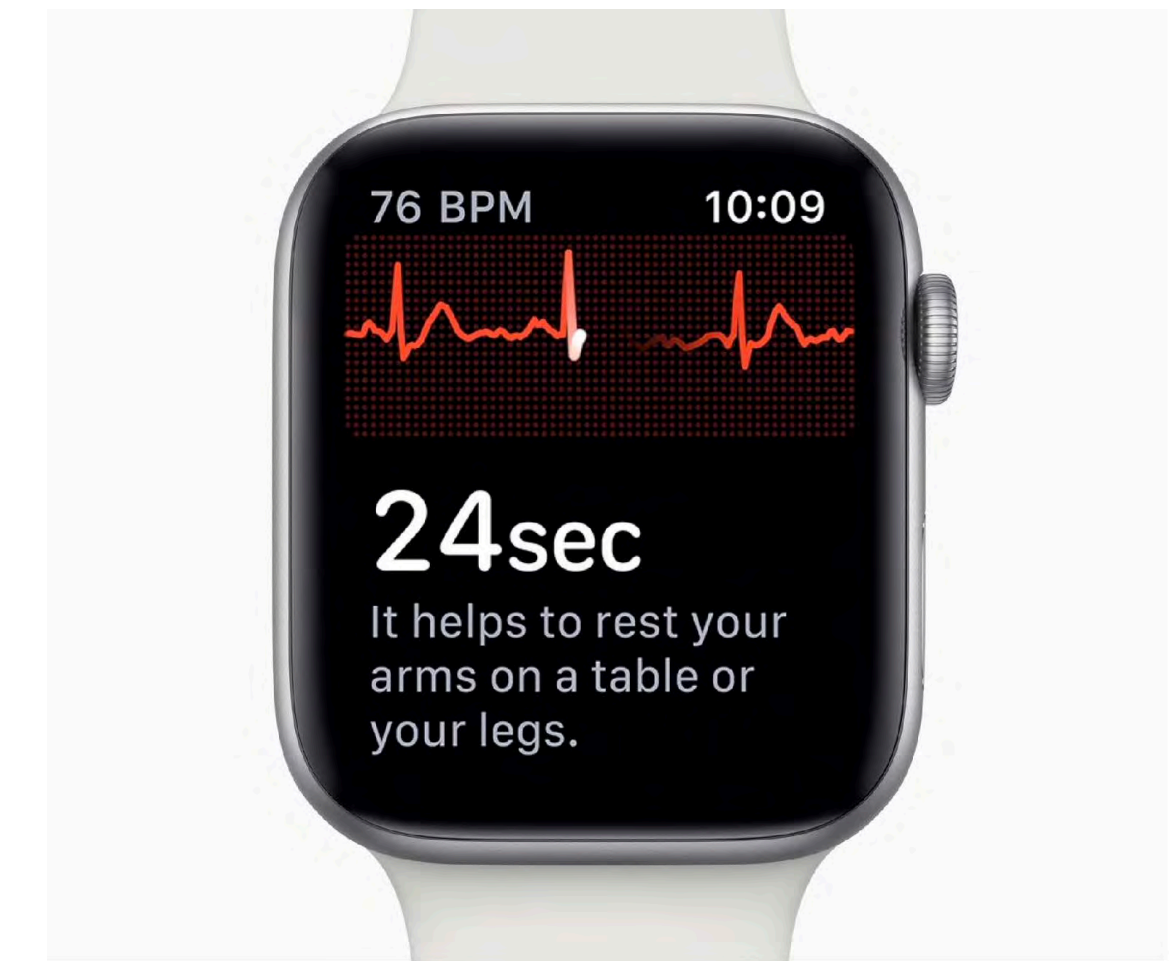 76 BPM 10:09
24sec
It helps to rest your
arms on a table or
your legs.